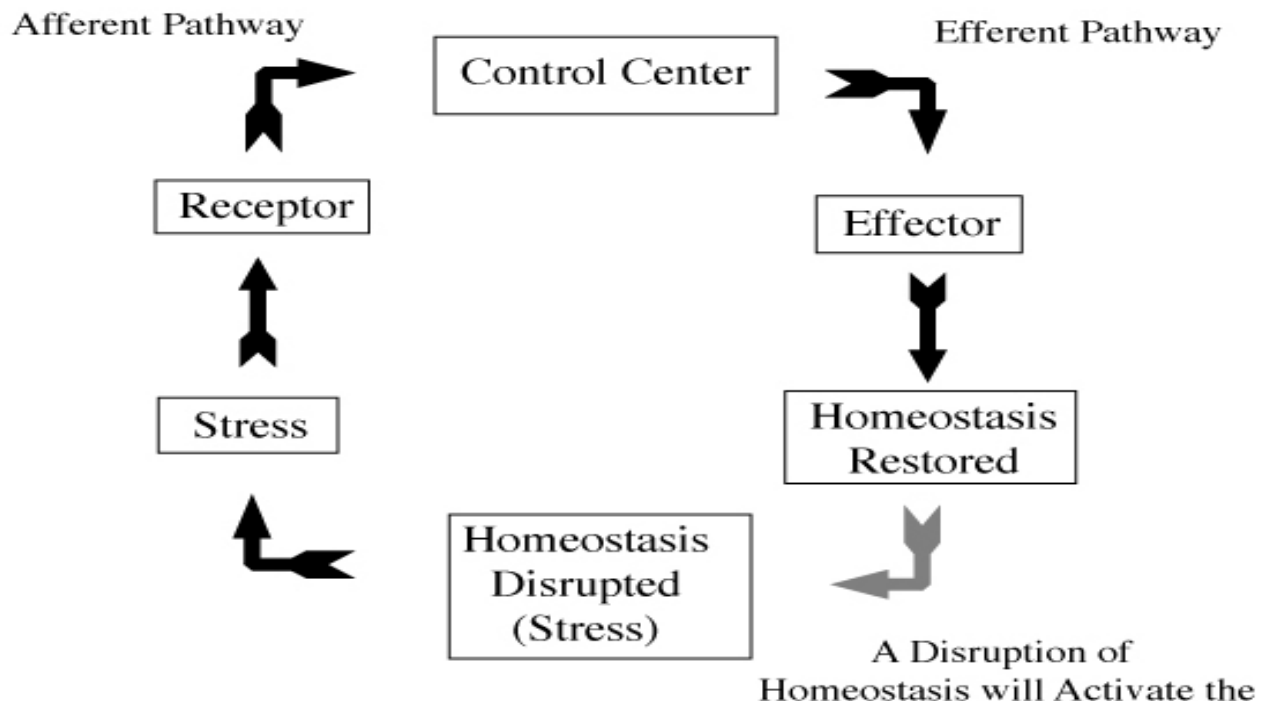 Afferent Pathway
Efferent Pathway
Control Center
Receptor
Effector
Stress
Homeostasis
Restored
Homeostasis
Disrupted
(Stress)
A Disruption of
Homeostasis will Activate the